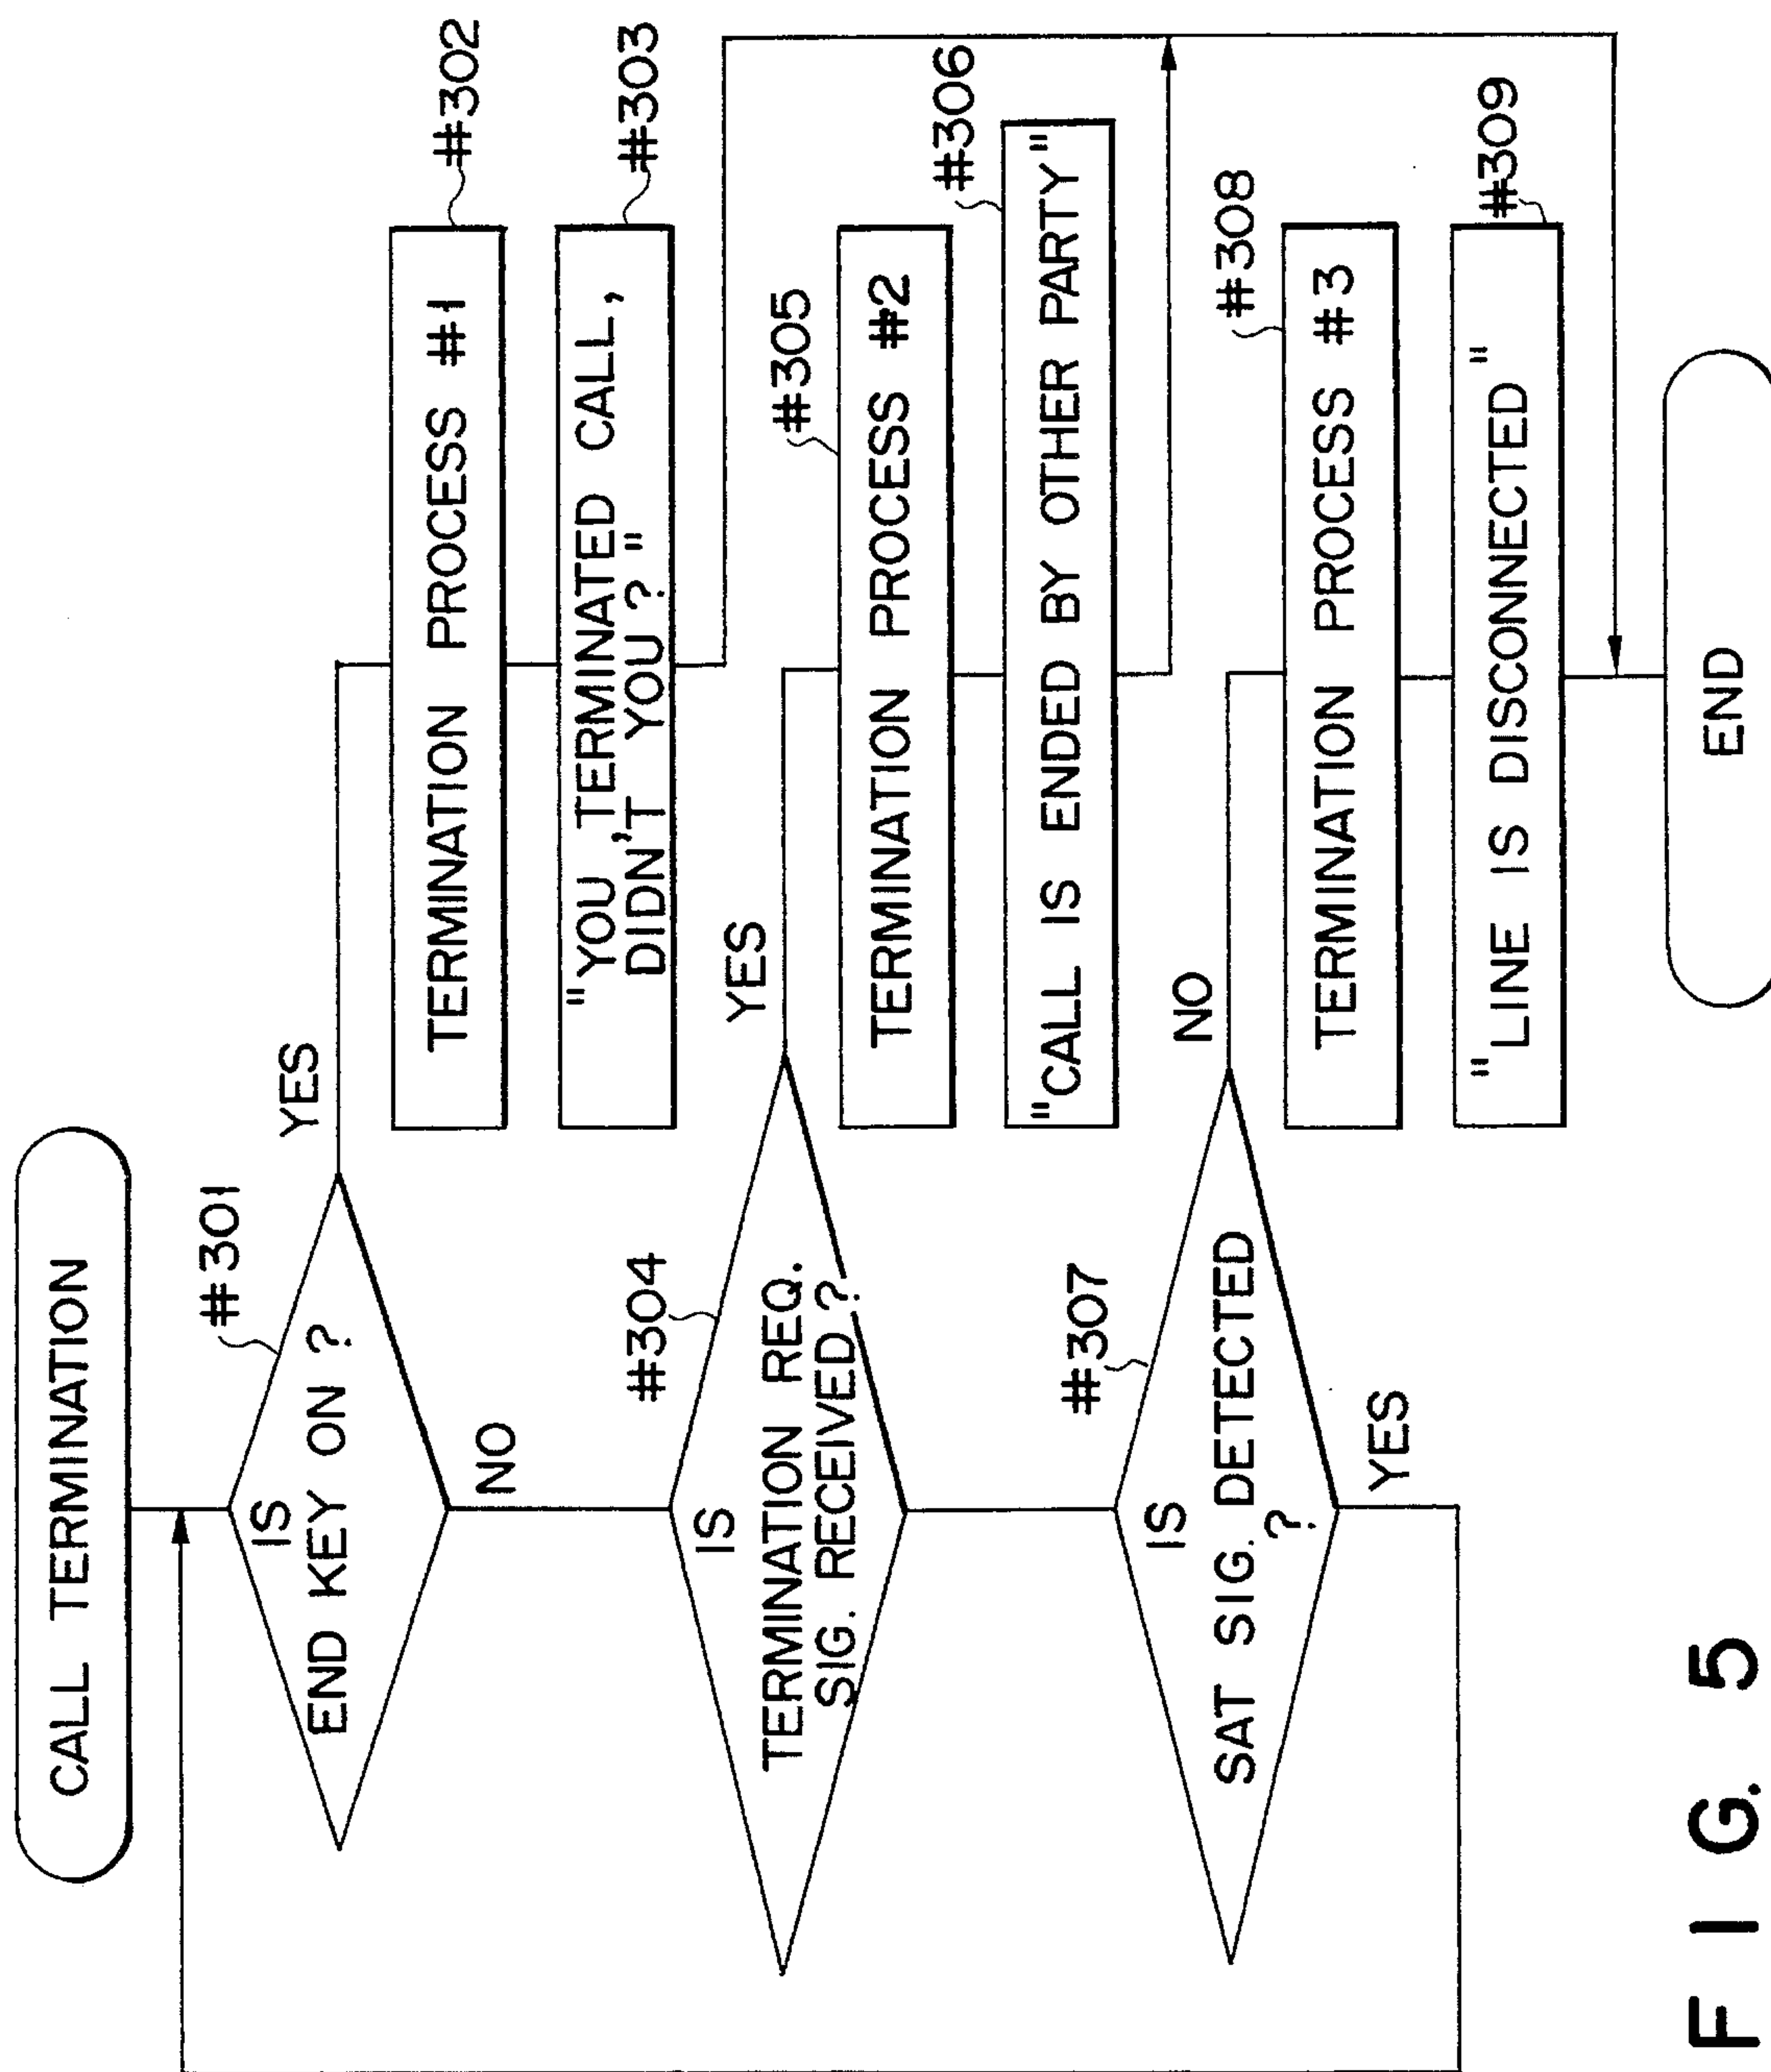 CALL TERMINATION
#301
IS
END KEY ON ?
YES
NO
TERMINATION PROCESS #1
#302
"YOU TERMINATED CALL,
DIDN'T YOU ? "
#303
#304
IS
TERMINATION REQ.
SIG. RECEIVED ?
YES
#305
TERMINATION PROCESS #2
#306
"CALL IS ENDED BY OTHER PARTY"
#307
IS
SAT SIG. DETECTED
?
NO
YES
#308
TERMINATION PROCESS #3
#309
"LINE IS DISCONNECTED"
END
FIG. 5